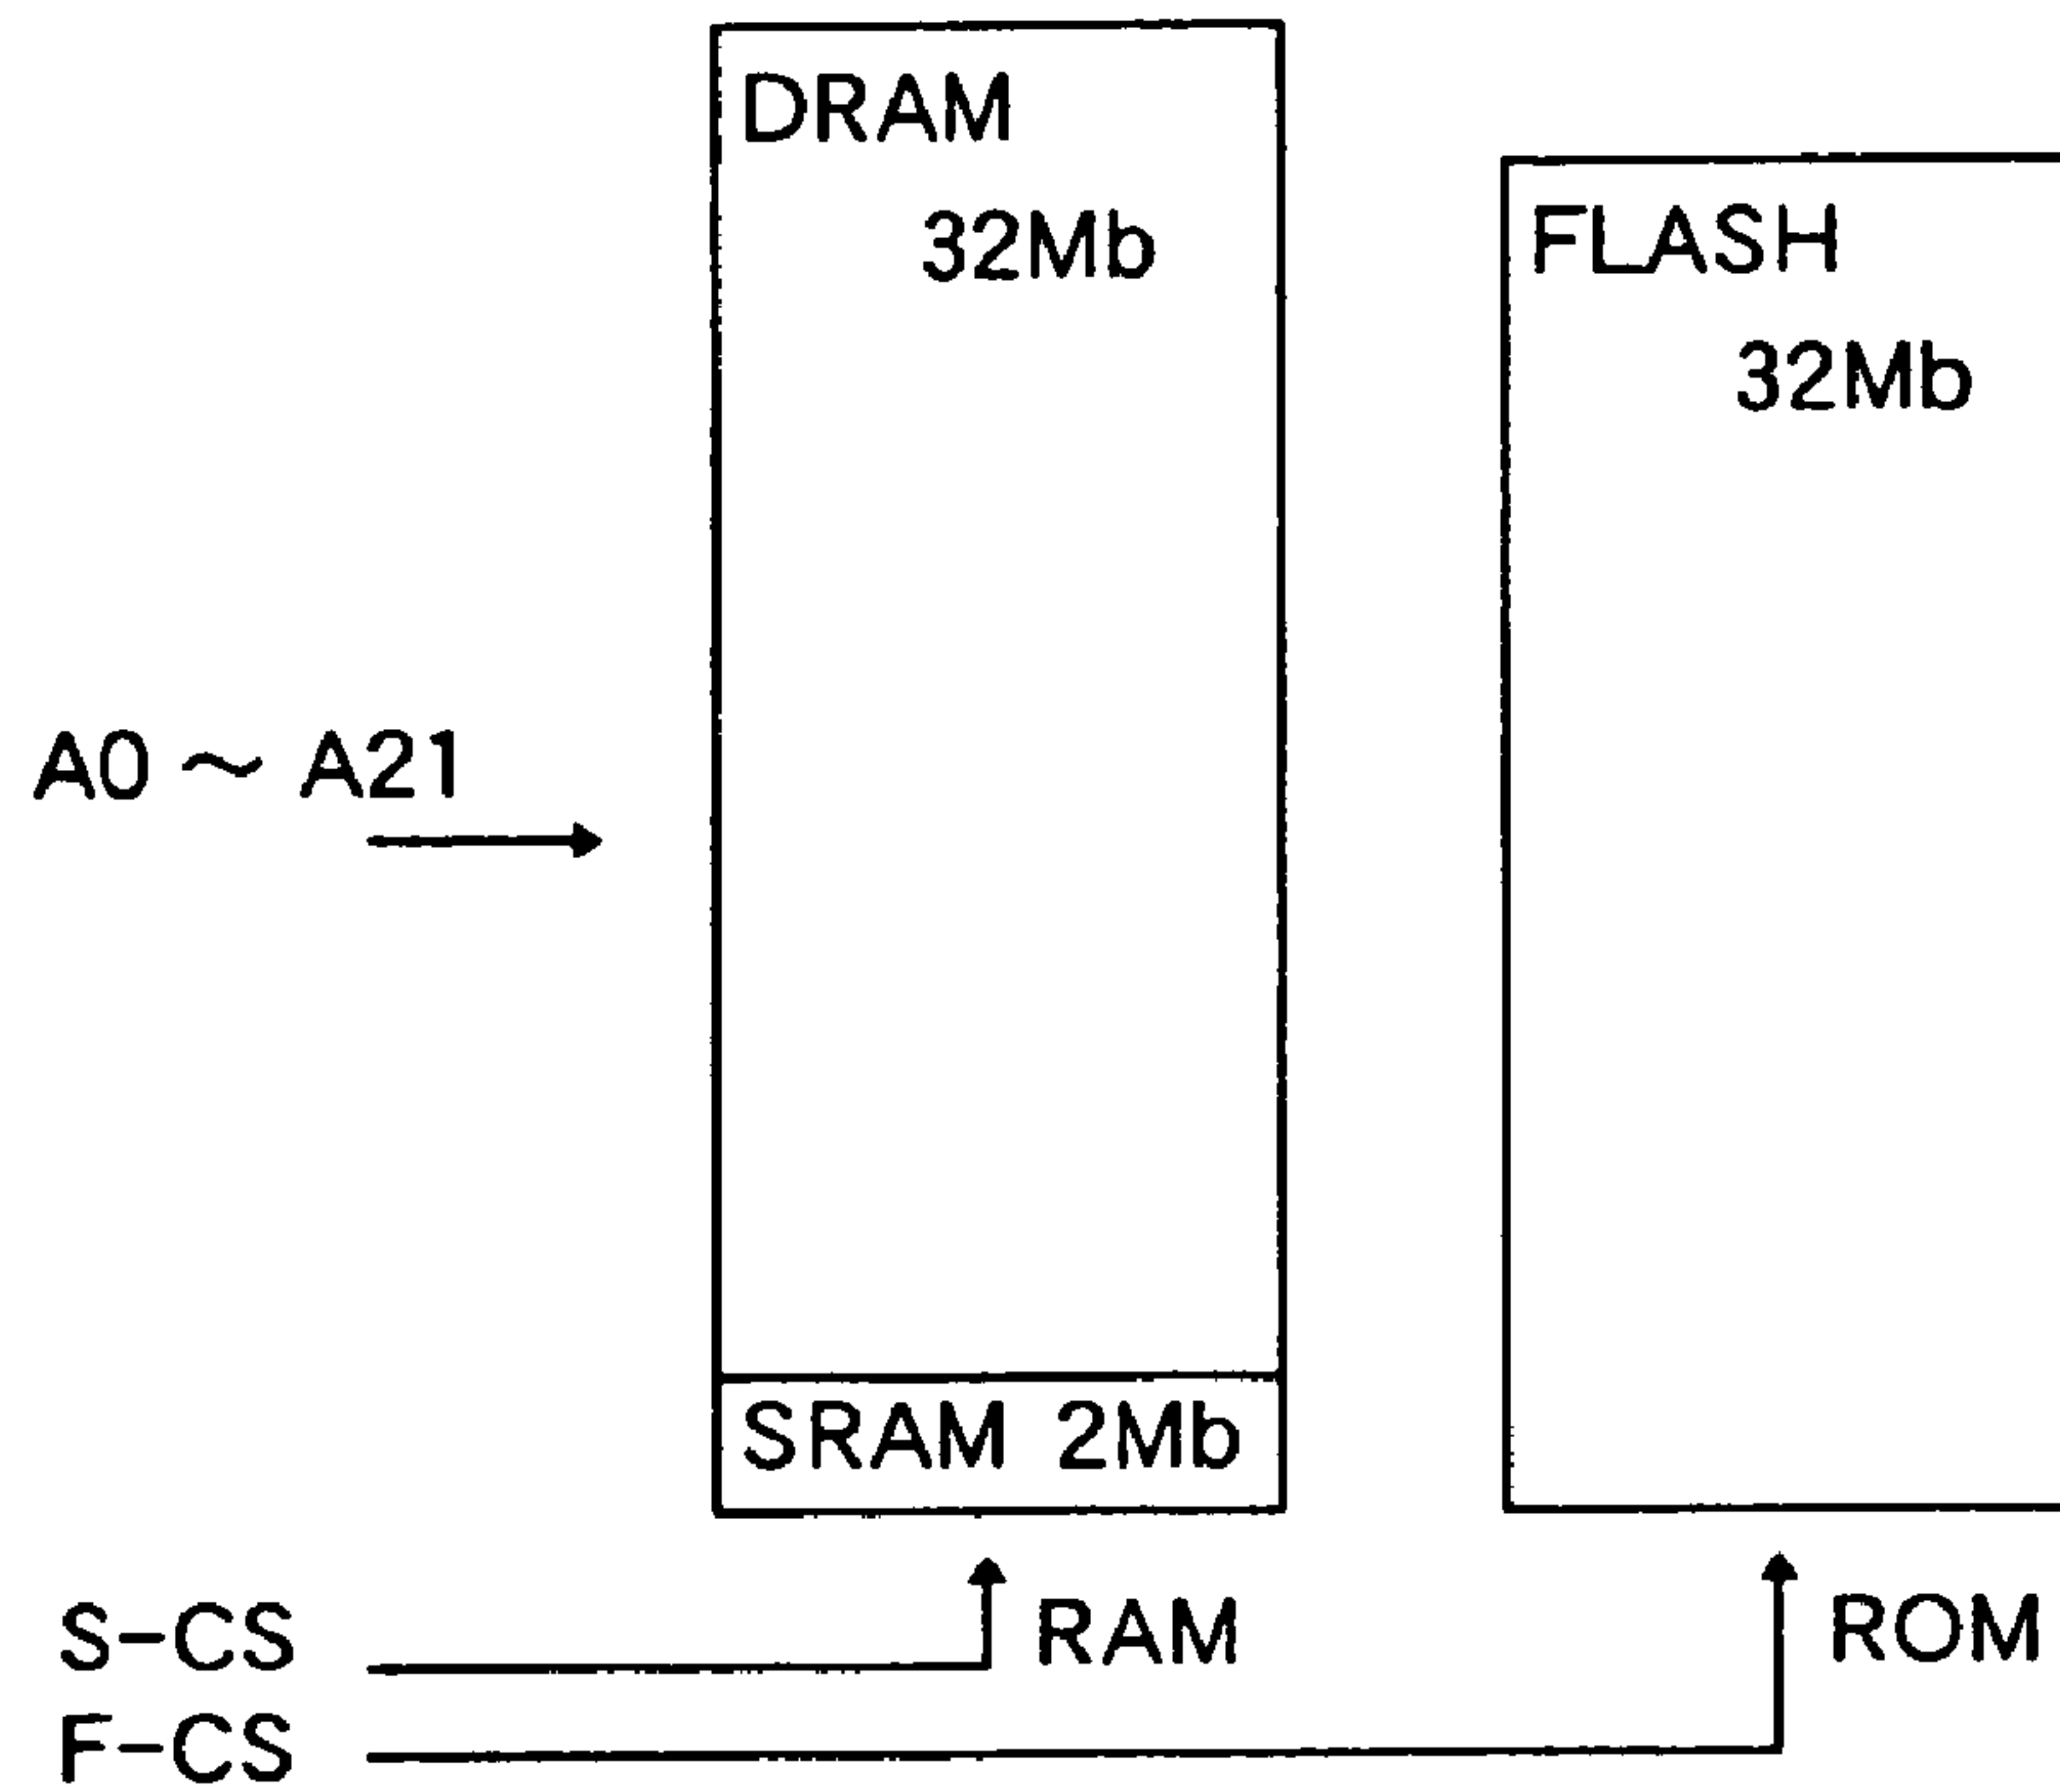 DRAM
32Mb
FLASH
32Mb
A0 ~ A21
SRAM 2Mb
S-CS
RAM
ROM
F-CS